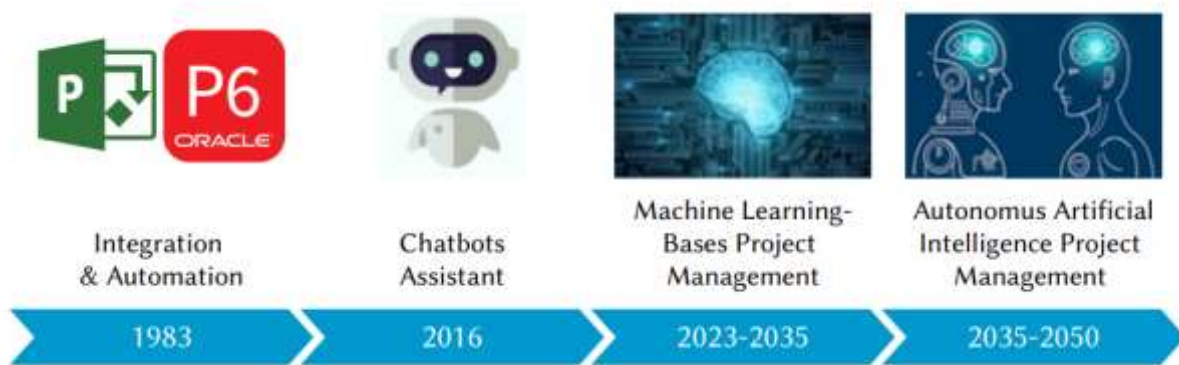 P
P6
ORACLE
Integration
& Automation
Chatbots
Assistant
Machine Learning-
Bases Project
Management
Autonomus Artificial
Intelligence Project
Management
1983
2016
2023-2035
2035-2050